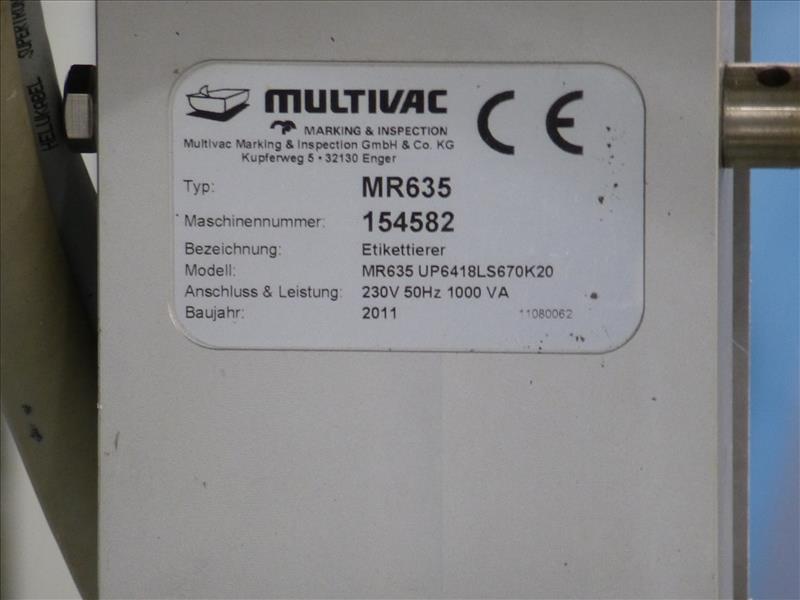 MULTIVAC
MARKING & INSPECTION
CE
Multivac Marking & Inspection GmbH & Co. KG
Kupferweg 5 • 32130 Enger
Typ: MR635
Maschinennummer: 154582
Bezeichnung: Etikettierer
Modell: MR635 UP6418LS670K20
Anschluss & Leistung: 230V 50Hz 1000 VA
Baujahr: 2011 11080062
HELUKABEL